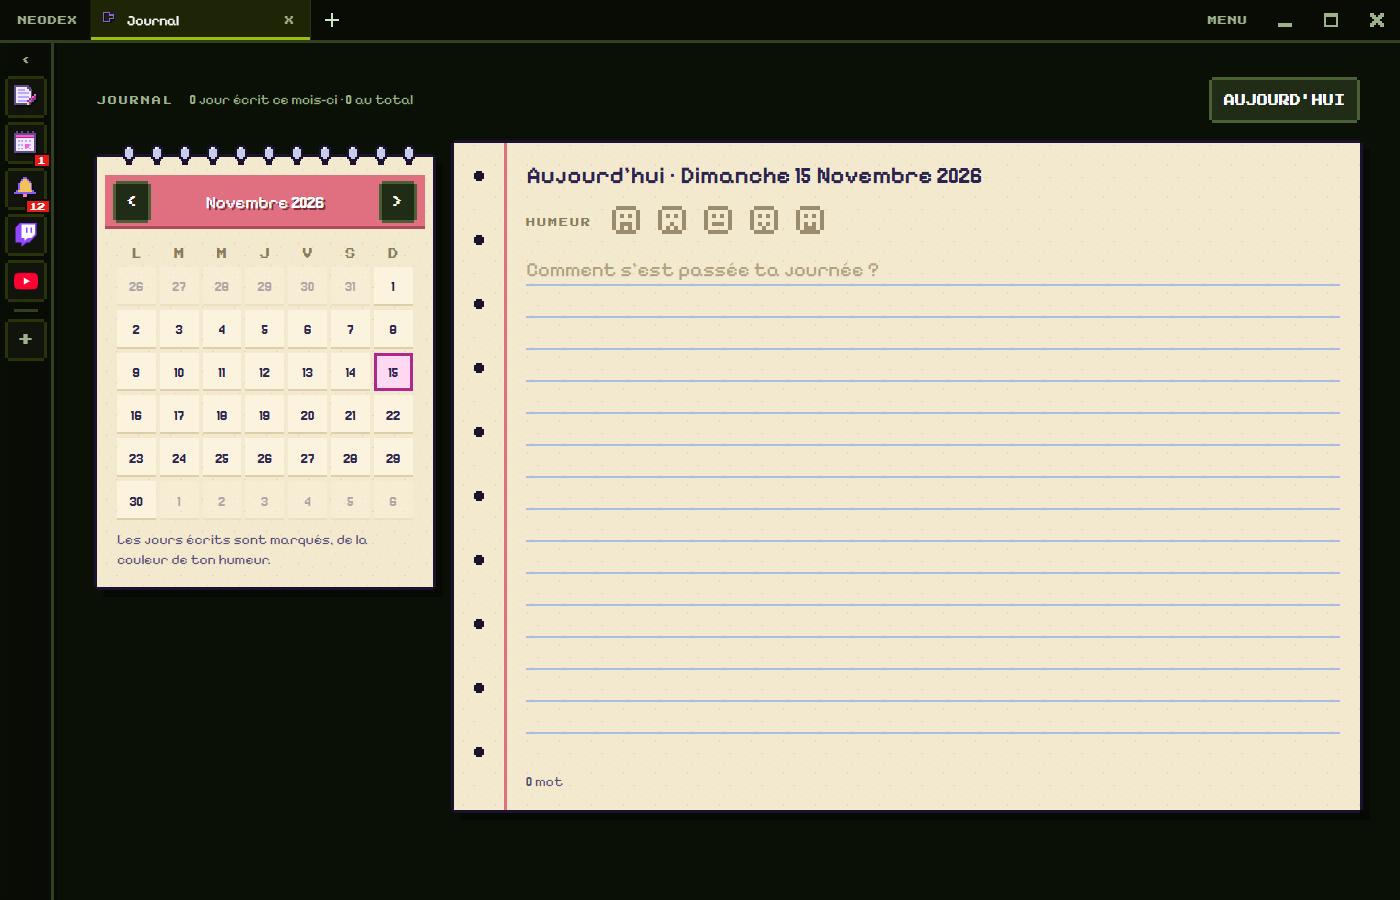 NEODEX
Journal
MENU
1
12
JOURNAL 0 jour écrit ce mois-ci · 0 au total
AUJOURD'HUI
Novembre 2026
L M M J V S D
26 27 28 29 30 31 1
2 3 4 5 6 7 8
9 10 11 12 13 14 15
16 17 18 19 20 21 22
23 24 25 26 27 28 29
30 1 2 3 4 5 6
Les jours écrits sont marqués, de la
couleur de ton humeur.
Aujourd'hui · Dimanche 15 Novembre 2026
HUMEUR
Comment s'est passée ta journée ?
0 mot